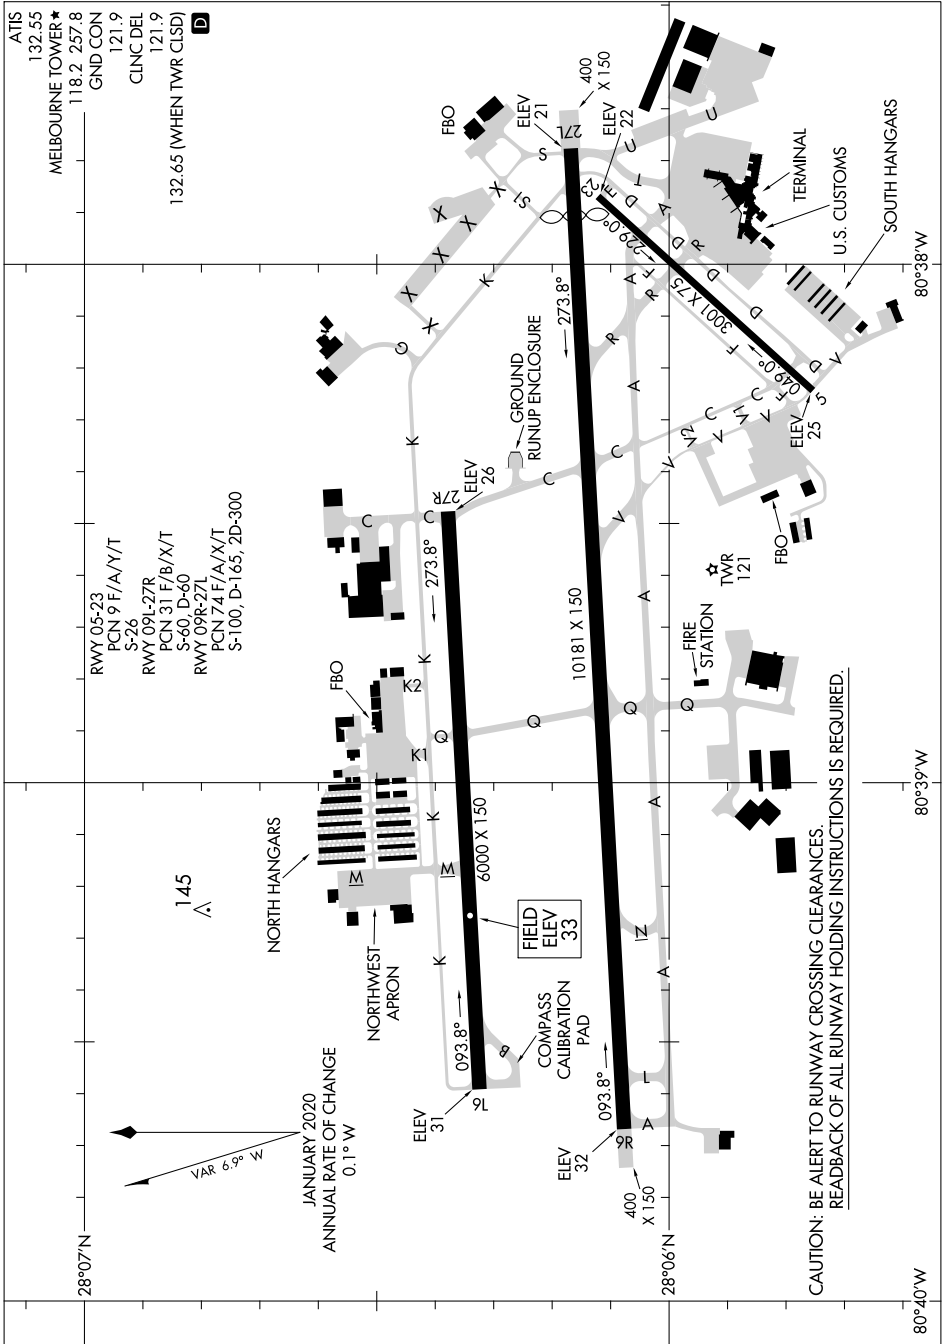 ATIS
132.55
MELBOURNE TOWER★
118.2 257.8
GND CON
121.9
CLNC DEL
121.9
132.65 (WHEN TWR CLSD)
D
RWY 05-23
PCN 9 F/A/Y/T
S-26
RWY 09L-27R
PCN 31 F/B/X/T
S-60, D-60
RWY 09R-27L
PCN 74 F/A/X/T
S-100, D-165, 2D-300
JANUARY 2020
ANNUAL RATE OF CHANGE
0.1° W
VAR 6.9° W
28°07'N
28°06'N
80°40'W
80°39'W
80°38'W
145
NORTH HANGARS
NORTHWEST
APRON
FBO
K1
K2
M
M
K
K
K
K
K
K
Q
Q
Q
Q
C
C
C
C
C
C
G
X
X
X
X
X
X
S1
S
FBO
ELEV
31
9L
093.8°
6000 X 150
273.8°
27R
ELEV
26
FIELD
ELEV
33
B
COMPASS
CALIBRATION
PAD
GROUND
RUNUP ENCLOSURE
ELEV
32
9R
400
X 150
093.8°
10181 X 150
273.8°
27L
ELEV
21
400
X 150
ELEV
22
23
229.0°
3001 X 75
049.0°
5
ELEV
25
A
L
A
N
A
A
A
A
A
V
V
V
V
V
V1
V2
R
R
R
F
F
F
D
D
D
D
D
E
T
U
U
TERMINAL
U.S. CUSTOMS
SOUTH HANGARS
FIRE
STATION
TWR
121
FBO
CAUTION: BE ALERT TO RUNWAY CROSSING CLEARANCES.
READBACK OF ALL RUNWAY HOLDING INSTRUCTIONS IS REQUIRED.